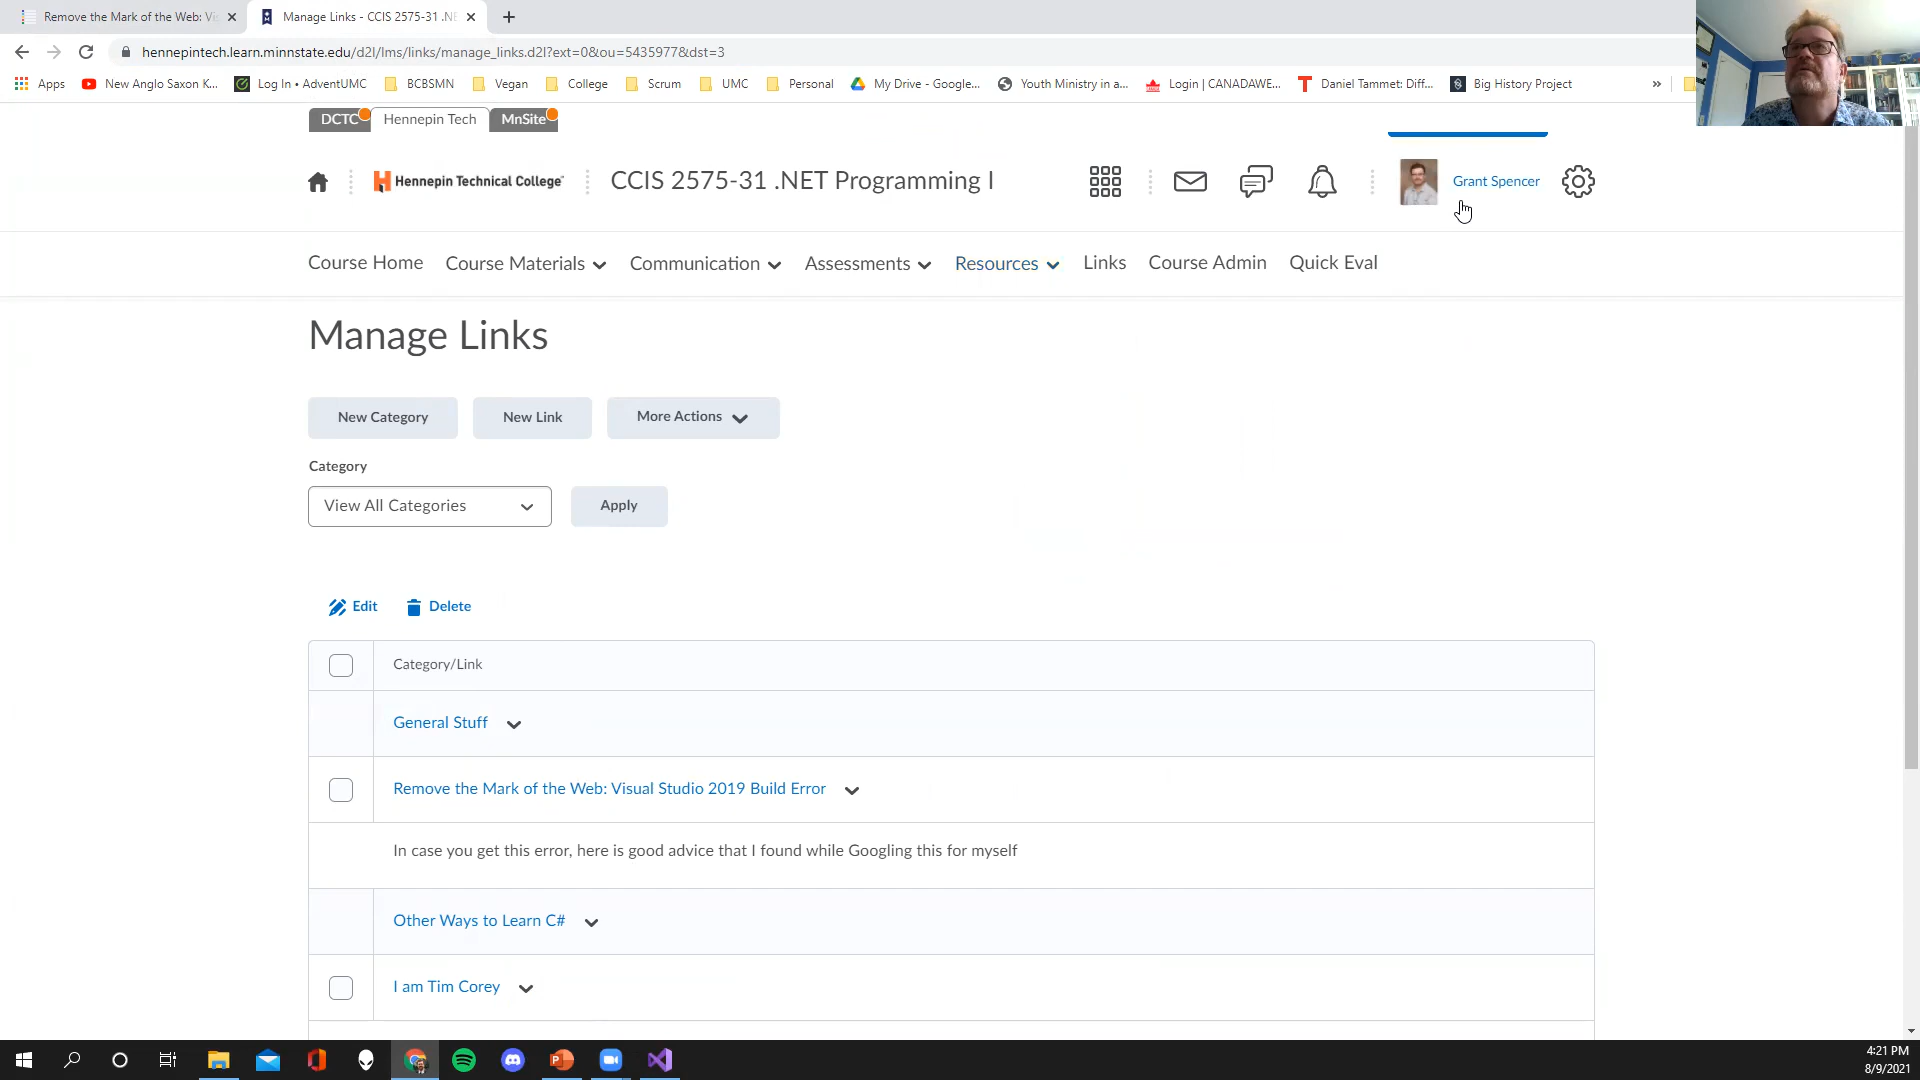 Remove the Mark of the Web: Vis
Manage Links - CCIS 2575-31 .NE
hennepintech.learn.minnstate.edu/d2l/lms/links/manage_links.d2l?ext=0&ou=5435977&dst=3
Apps New Anglo Saxon K... Log In • AdventUMC BCBSMN Vegan College Scrum UMC Personal My Drive - Google... Youth Ministry in a... Login | CANADAWE... Daniel Tammet: Diff... Big History Project »
DCTC Hennepin Tech MnSite
Hennepin Technical College CCIS 2575-31 .NET Programming I Grant Spencer
Course Home Course Materials Communication Assessments Resources Links Course Admin Quick Eval
Manage Links
New Category New Link More Actions
Category
View All Categories Apply
Edit Delete
Category/Link
General Stuff
Remove the Mark of the Web: Visual Studio 2019 Build Error
In case you get this error, here is good advice that I found while Googling this for myself
Other Ways to Learn C#
I am Tim Corey
4:21 PM
8/9/2021